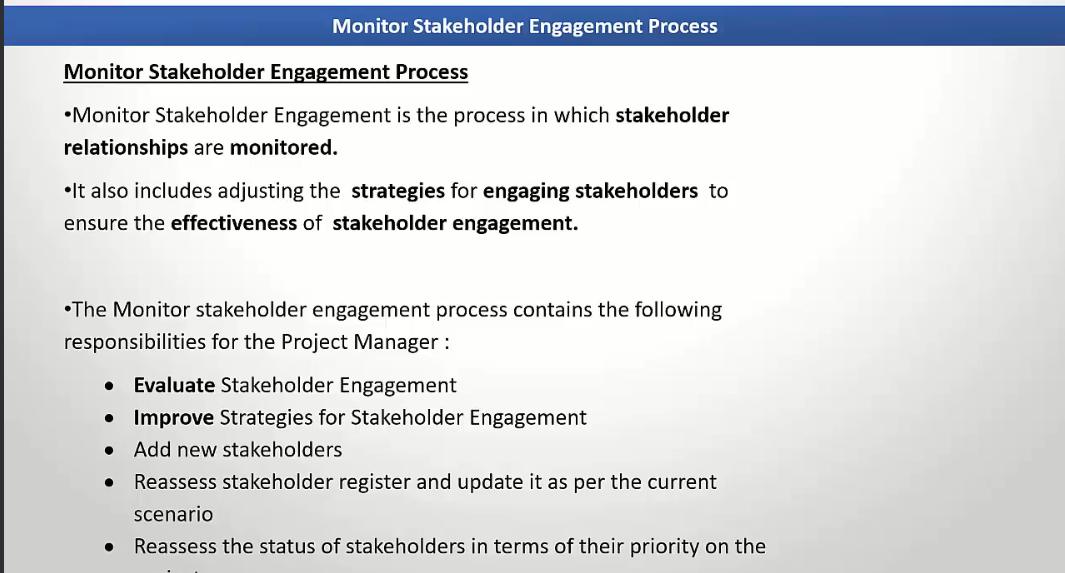 Monitor Stakeholder Engagement Process
Monitor Stakeholder Engagement Process
•Monitor Stakeholder Engagement is the process in which stakeholder
relationships are monitored.
•It also includes adjusting the strategies for engaging stakeholders to
ensure the effectiveness of stakeholder engagement.
•The Monitor stakeholder engagement process contains the following
responsibilities for the Project Manager :
• Evaluate Stakeholder Engagement
• Improve Strategies for Stakeholder Engagement
• Add new stakeholders
• Reassess stakeholder register and update it as per the current
scenario
• Reassess the status of stakeholders in terms of their priority on the